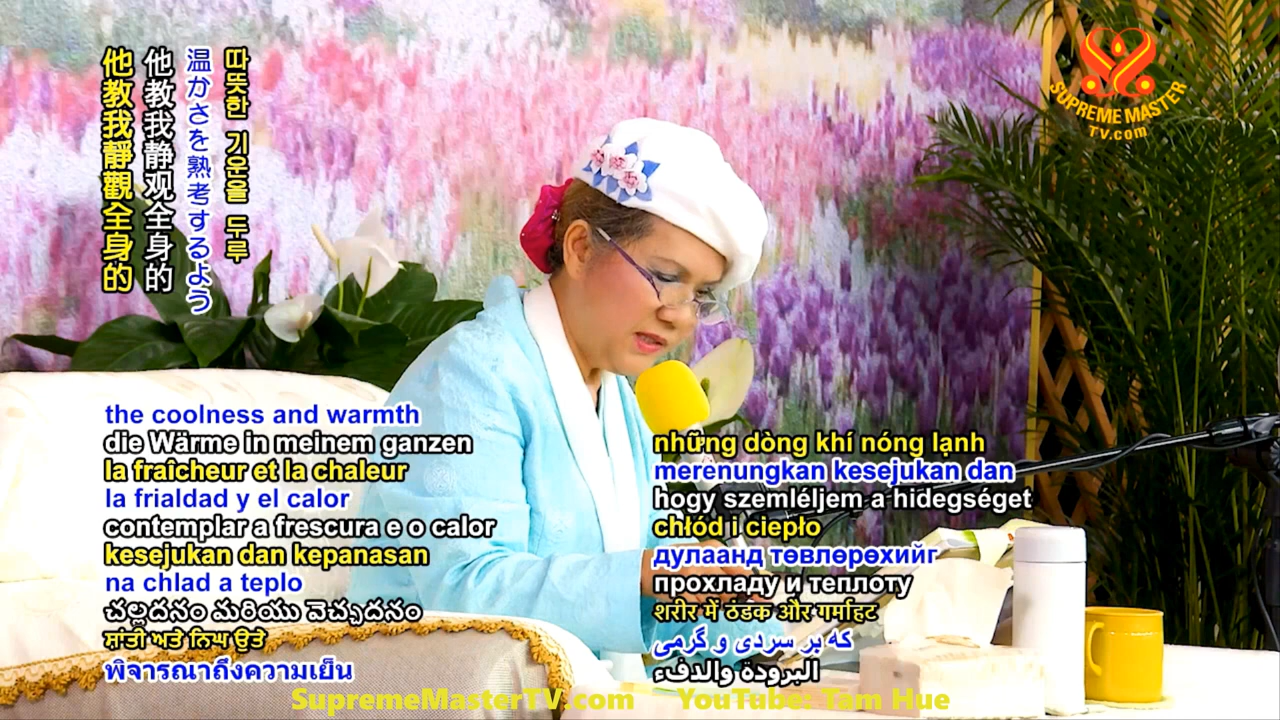 따뜻한 기운을 두루
温かさを熟考するよう
他教我静观全身的
他教我靜觀全身的
SUPREME MASTER
TV.com
the coolness and warmth
die Wärme in meinem ganzen
la fraîcheur et la chaleur
la frialdad y el calor
contemplar a frescura e o calor
kesejukan dan kepanasan
na chlad a teplo
చల్లదనం మరియు వెచ్చదనం
ਸ਼ਾਂਤੀ ਅਤੇ ਨਿੱਘ ਉਤੇ
พิจารณาถึงความเย็น
những dòng khí nóng lạnh
merenungkan kesejukan dan
hogy szemléljem a hidegséget
chłód i ciepło
дулаанд төвлөрөхийг
прохладу и теплоту
शरीर में ठंडक और गर्माहट
که بر سردی و گرمی
البرودة والدفء
SupremeMasterTV.com YouTube: Tam Hue